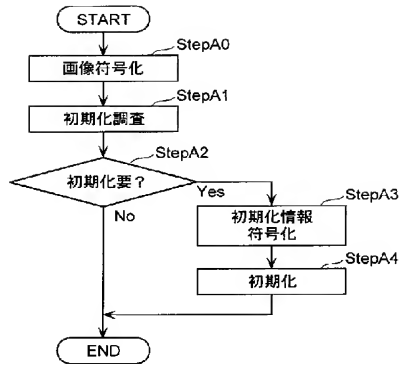 START
StepA0
画像符号化
StepA1
初期化調査
StepA2
初期化要？
Yes
No
StepA3
初期化情報
符号化
StepA4
初期化
END